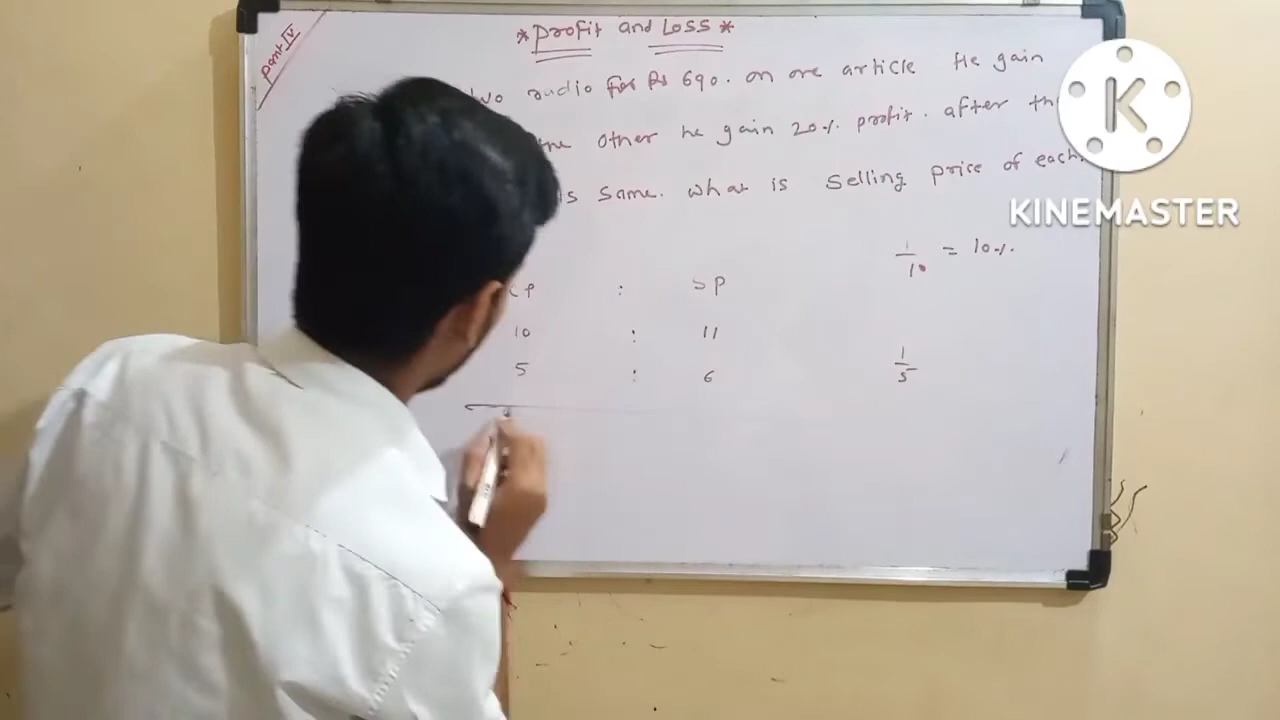 Part V
* Profit and Loss *
two radio for Rs 690. on one article He gain
the other he gain 20% profit. after th
is same. what is selling price of each.
1/10 = 10%
CP : SP
10 : 11
5 : 6
1/5
K
KINEMASTER